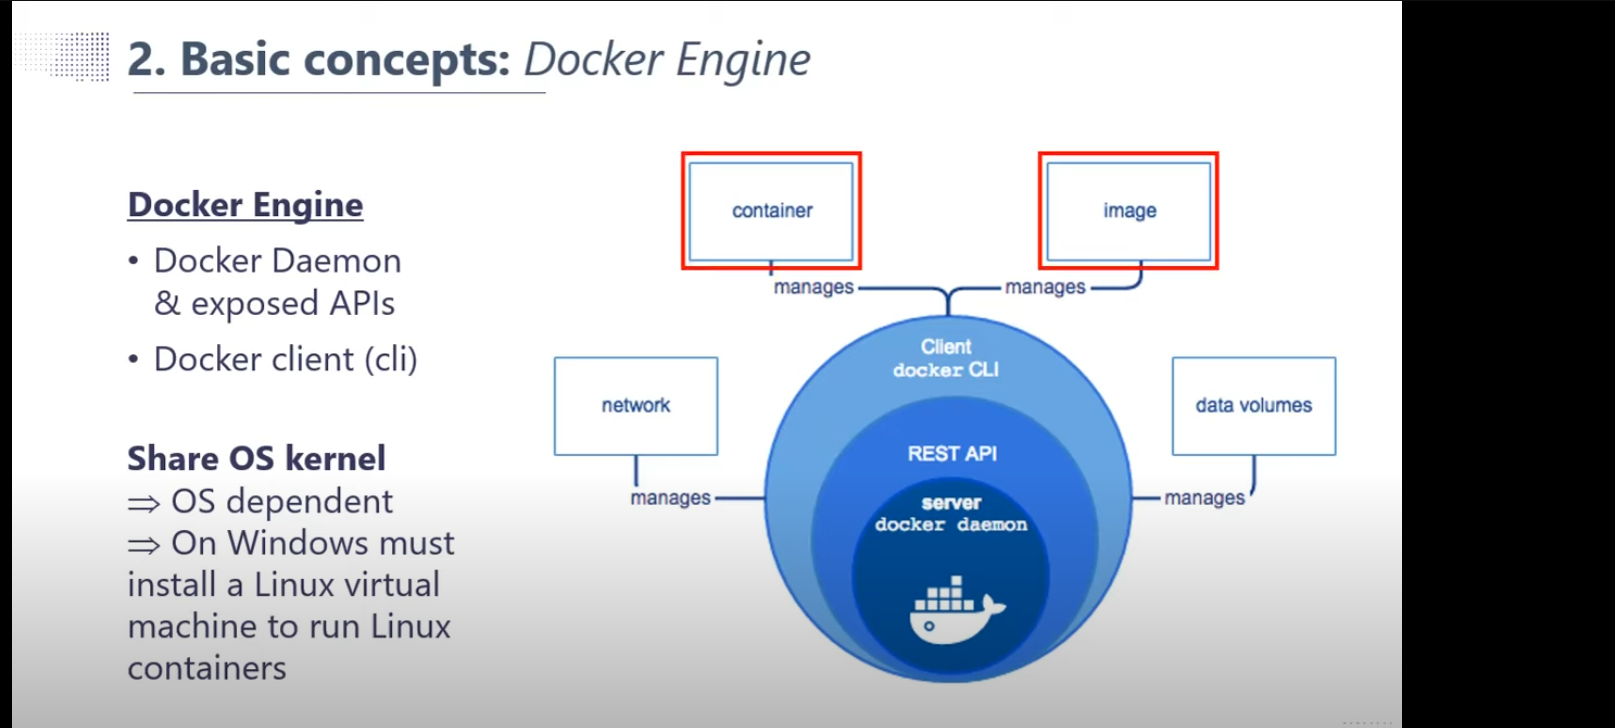 2. Basic concepts: Docker Engine
Docker Engine
• Docker Daemon
& exposed APIs
• Docker client (cli)
Share OS kernel
⇒ OS dependent
⇒ On Windows must
install a Linux virtual
machine to run Linux
containers
container
image
manages
manages
Client
docker CLI
network
data volumes
REST API
manages
manages
server
docker daemon